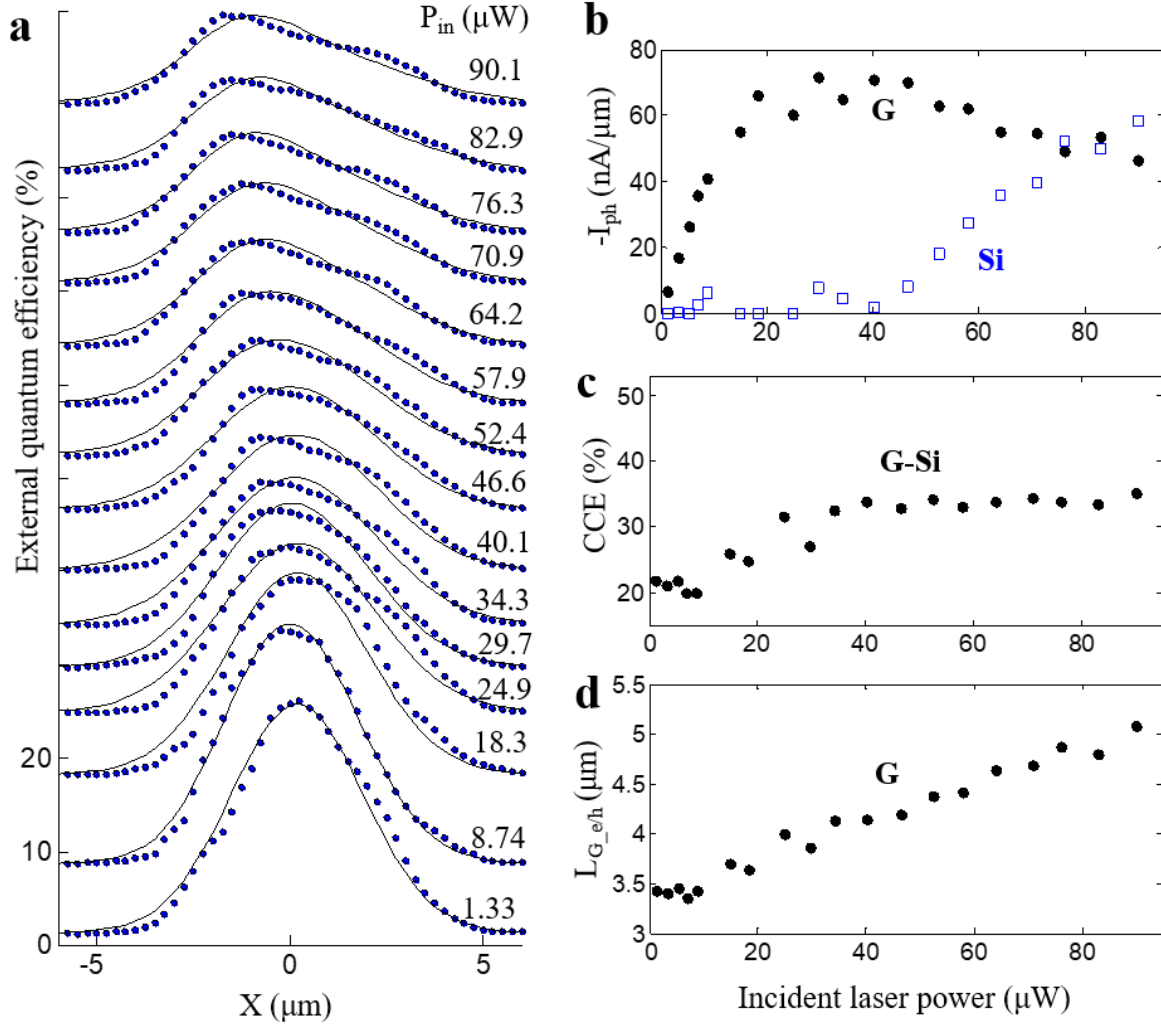 a
External quantum efficiency (%)
P_in (μW)
90.1
82.9
76.3
70.9
64.2
57.9
52.4
46.6
40.1
34.3
29.7
24.9
18.3
8.74
1.33
20
10
0
-5 0 5
X (μm)
b
-I_ph (nA/μm)
80
60
40
20
0
G
Si
0 20 40 60 80
c
CCE (%)
50
40
30
20
G-Si
0 20 40 60 80
d
L_G_e/h (μm)
5.5
5
4.5
4
3.5
3
G
0 20 40 60 80
Incident laser power (μW)